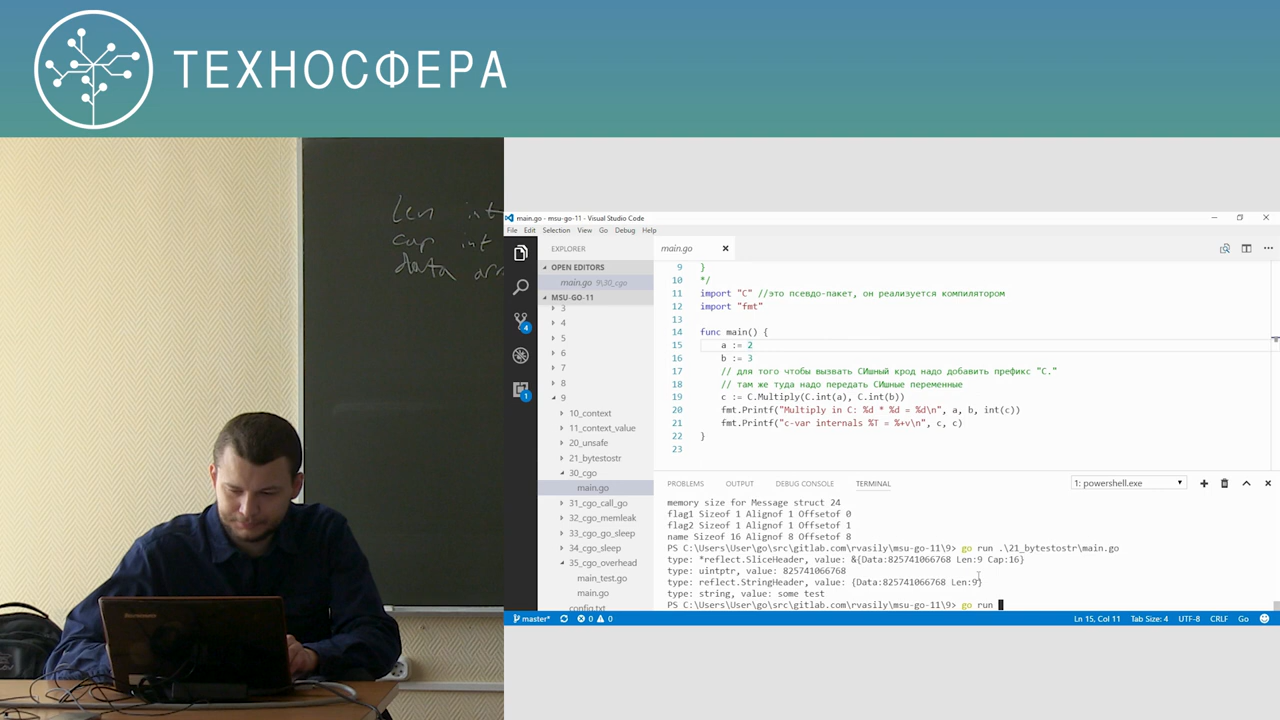 ТЕХНОСФЕРА
len int
cap int
data arr
main.go - msu-go-11 - Visual Studio Code
File Edit Selection View Go Debug Help
EXPLORER
OPEN EDITORS
main.go 9\30_cgo
MSU-GO-11
3
4
5
6
7
8
9
10_context
11_context_value
20_unsafe
21_bytestostr
30_cgo
main.go
31_cgo_call_go
32_cgo_memleak
33_cgo_go_sleep
34_cgo_sleep
35_cgo_overhead
main_test.go
main.go
config.txt
4
1
main.go
9 }
10 */
11 import "C" //это псевдо-пакет, он реализуется компилятором
12 import "fmt"
13
14 func main() {
15 a := 2
16 b := 3
17 // для того чтобы вызвать СИшный крод надо добавить префикс "C."
18 // там же туда надо передать СИшные переменные
19 c := C.Multiply(C.int(a), C.int(b))
20 fmt.Printf("Multiply in C: %d * %d = %d\n", a, b, int(c))
21 fmt.Printf("c-var internals %T = %+v\n", c, c)
22 }
23
PROBLEMS OUTPUT DEBUG CONSOLE TERMINAL 1: powershell.exe
memory size for Message struct 24
flag1 Sizeof 1 Alignof 1 Offsetof 0
flag2 Sizeof 1 Alignof 1 Offsetof 1
name Sizeof 16 Alignof 8 Offsetof 8
PS C:\Users\User\go\src\gitlab.com\rvasily\msu-go-11\9> go run .\21_bytestostr\main.go
type: *reflect.SliceHeader, value: &{Data:825741066768 Len:9 Cap:16}
type: uintptr, value: 825741066768
type: reflect.StringHeader, value: {Data:825741066768 Len:9}
type: string, value: some test
PS C:\Users\User\go\src\gitlab.com\rvasily\msu-go-11\9> go run
master* 0 0 Ln 15, Col 11 Tab Size: 4 UTF-8 CRLF Go